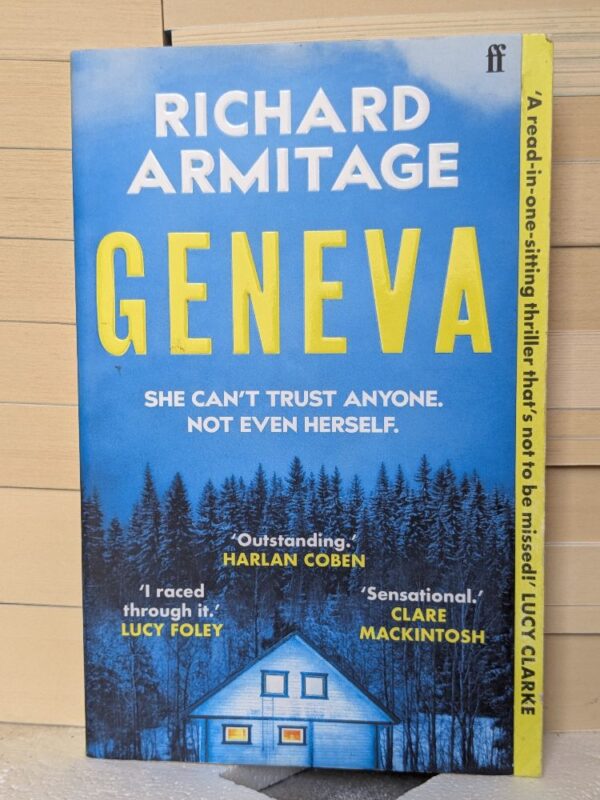 ff
RICHARD
ARMITAGE
GENEVA
SHE CAN'T TRUST ANYONE.
NOT EVEN HERSELF.
'Outstanding.'
HARLAN COBEN
'I raced
through it.'
LUCY FOLEY
'Sensational.'
CLARE
MACKINTOSH
'A read-in-one-sitting thriller that's not to be missed!' LUCY CLARKE